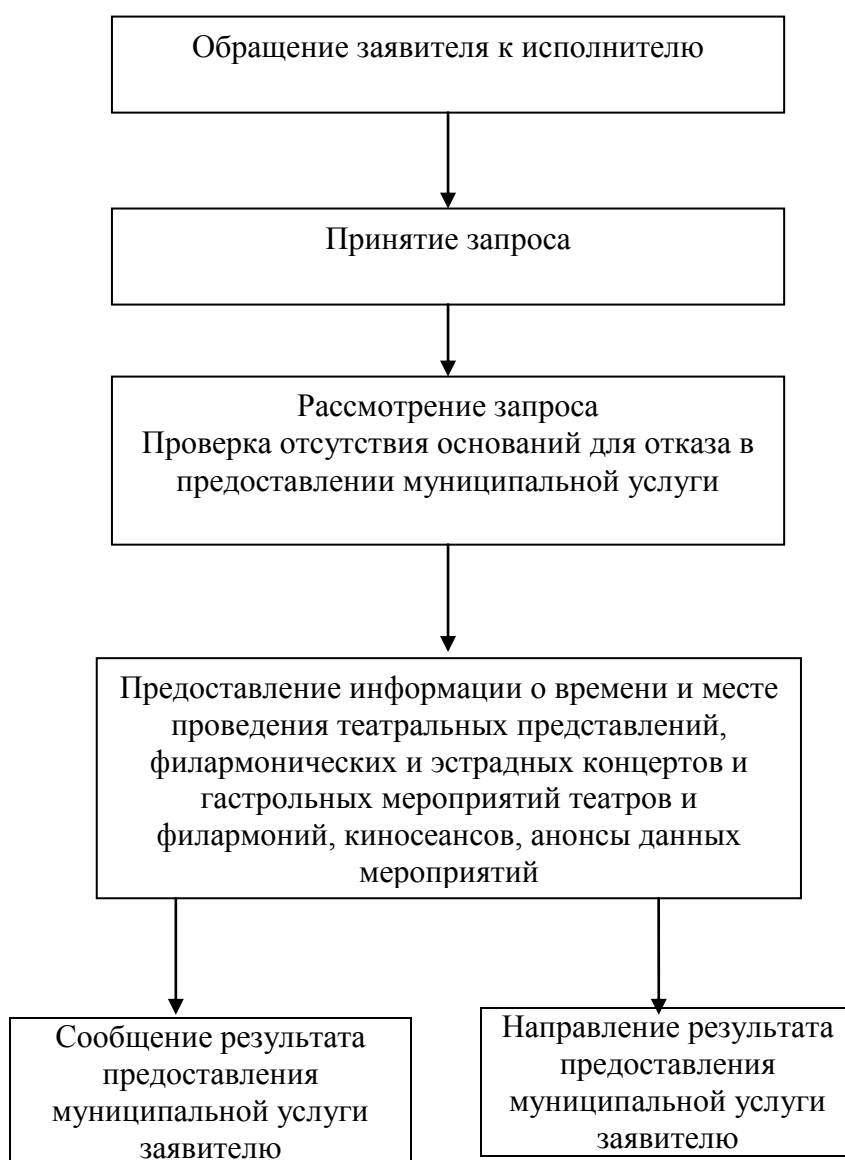 Обращение заявителя к исполнителю
Принятие запроса
Рассмотрение запроса
Проверка отсутствия оснований для отказа в
предоставлении муниципальной услуги
Предоставление информации о времени и месте
проведения театральных представлений,
филармонических и эстрадных концертов и
гастрольных мероприятий театров и
филармоний, киносеансов, анонсы данных
мероприятий
Сообщение результата
предоставления
муниципальной услуги
заявителю
Направление результата
предоставления
муниципальной услуги
заявителю